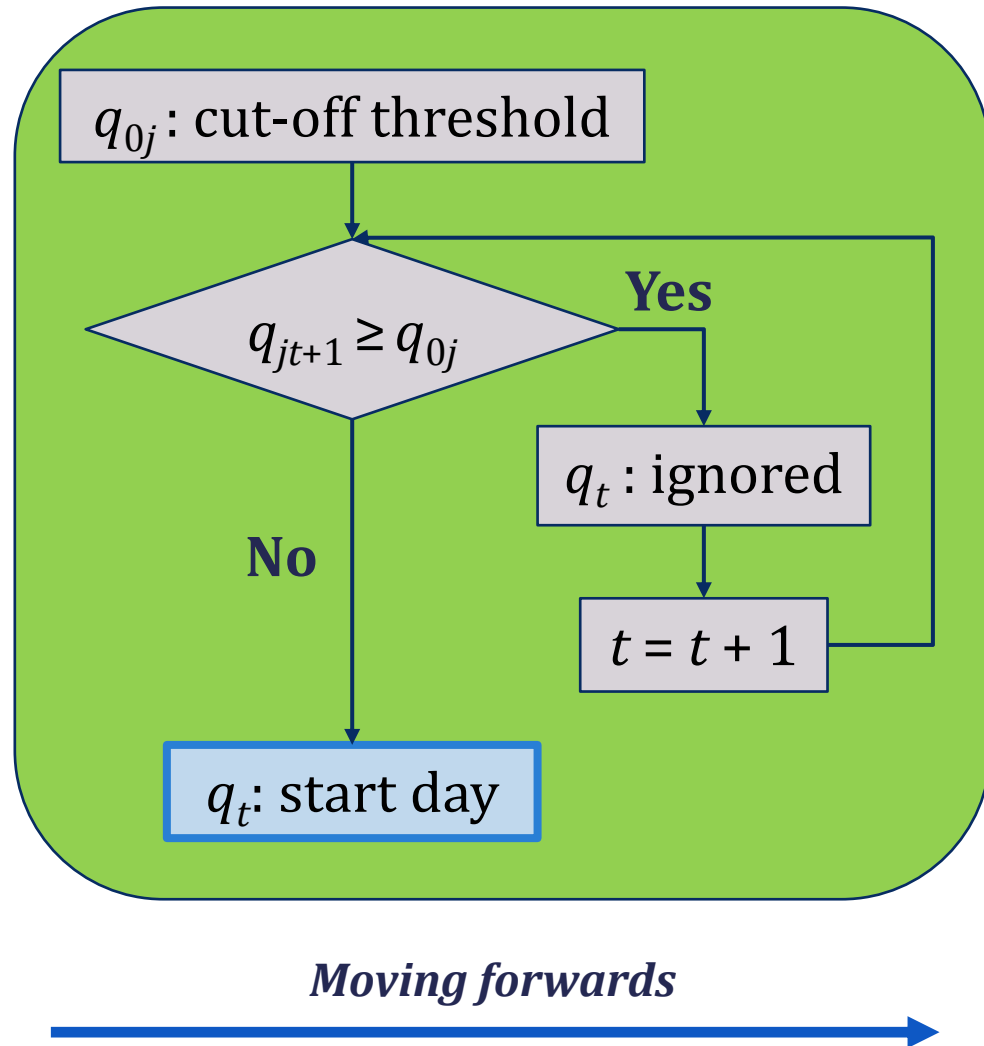 q₀ⱼ : cut-off threshold
qⱼₜ₊₁ ≥ q₀ⱼ
Yes
qₜ : ignored
No
t = t + 1
qₜ: start day
Moving forwards